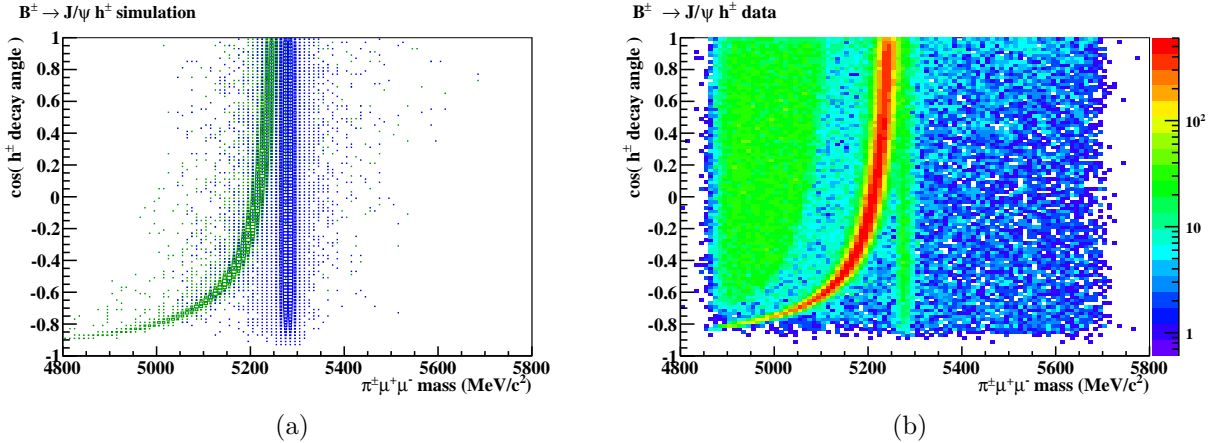 B± → J/ψ h± simulation
cos( h± decay angle )
1
0.8
0.6
0.4
0.2
0
-0.2
-0.4
-0.6
-0.8
-1
4800 5000 5200 5400 5600 5800
π±μ+μ- mass (MeV/c²)
(a)
B± → J/ψ h± data
cos( h± decay angle )
1
0.8
0.6
0.4
0.2
0
-0.2
-0.4
-0.6
-0.8
-1
4800 5000 5200 5400 5600 5800
π±μ+μ- mass (MeV/c²)
10²
10
1
(b)